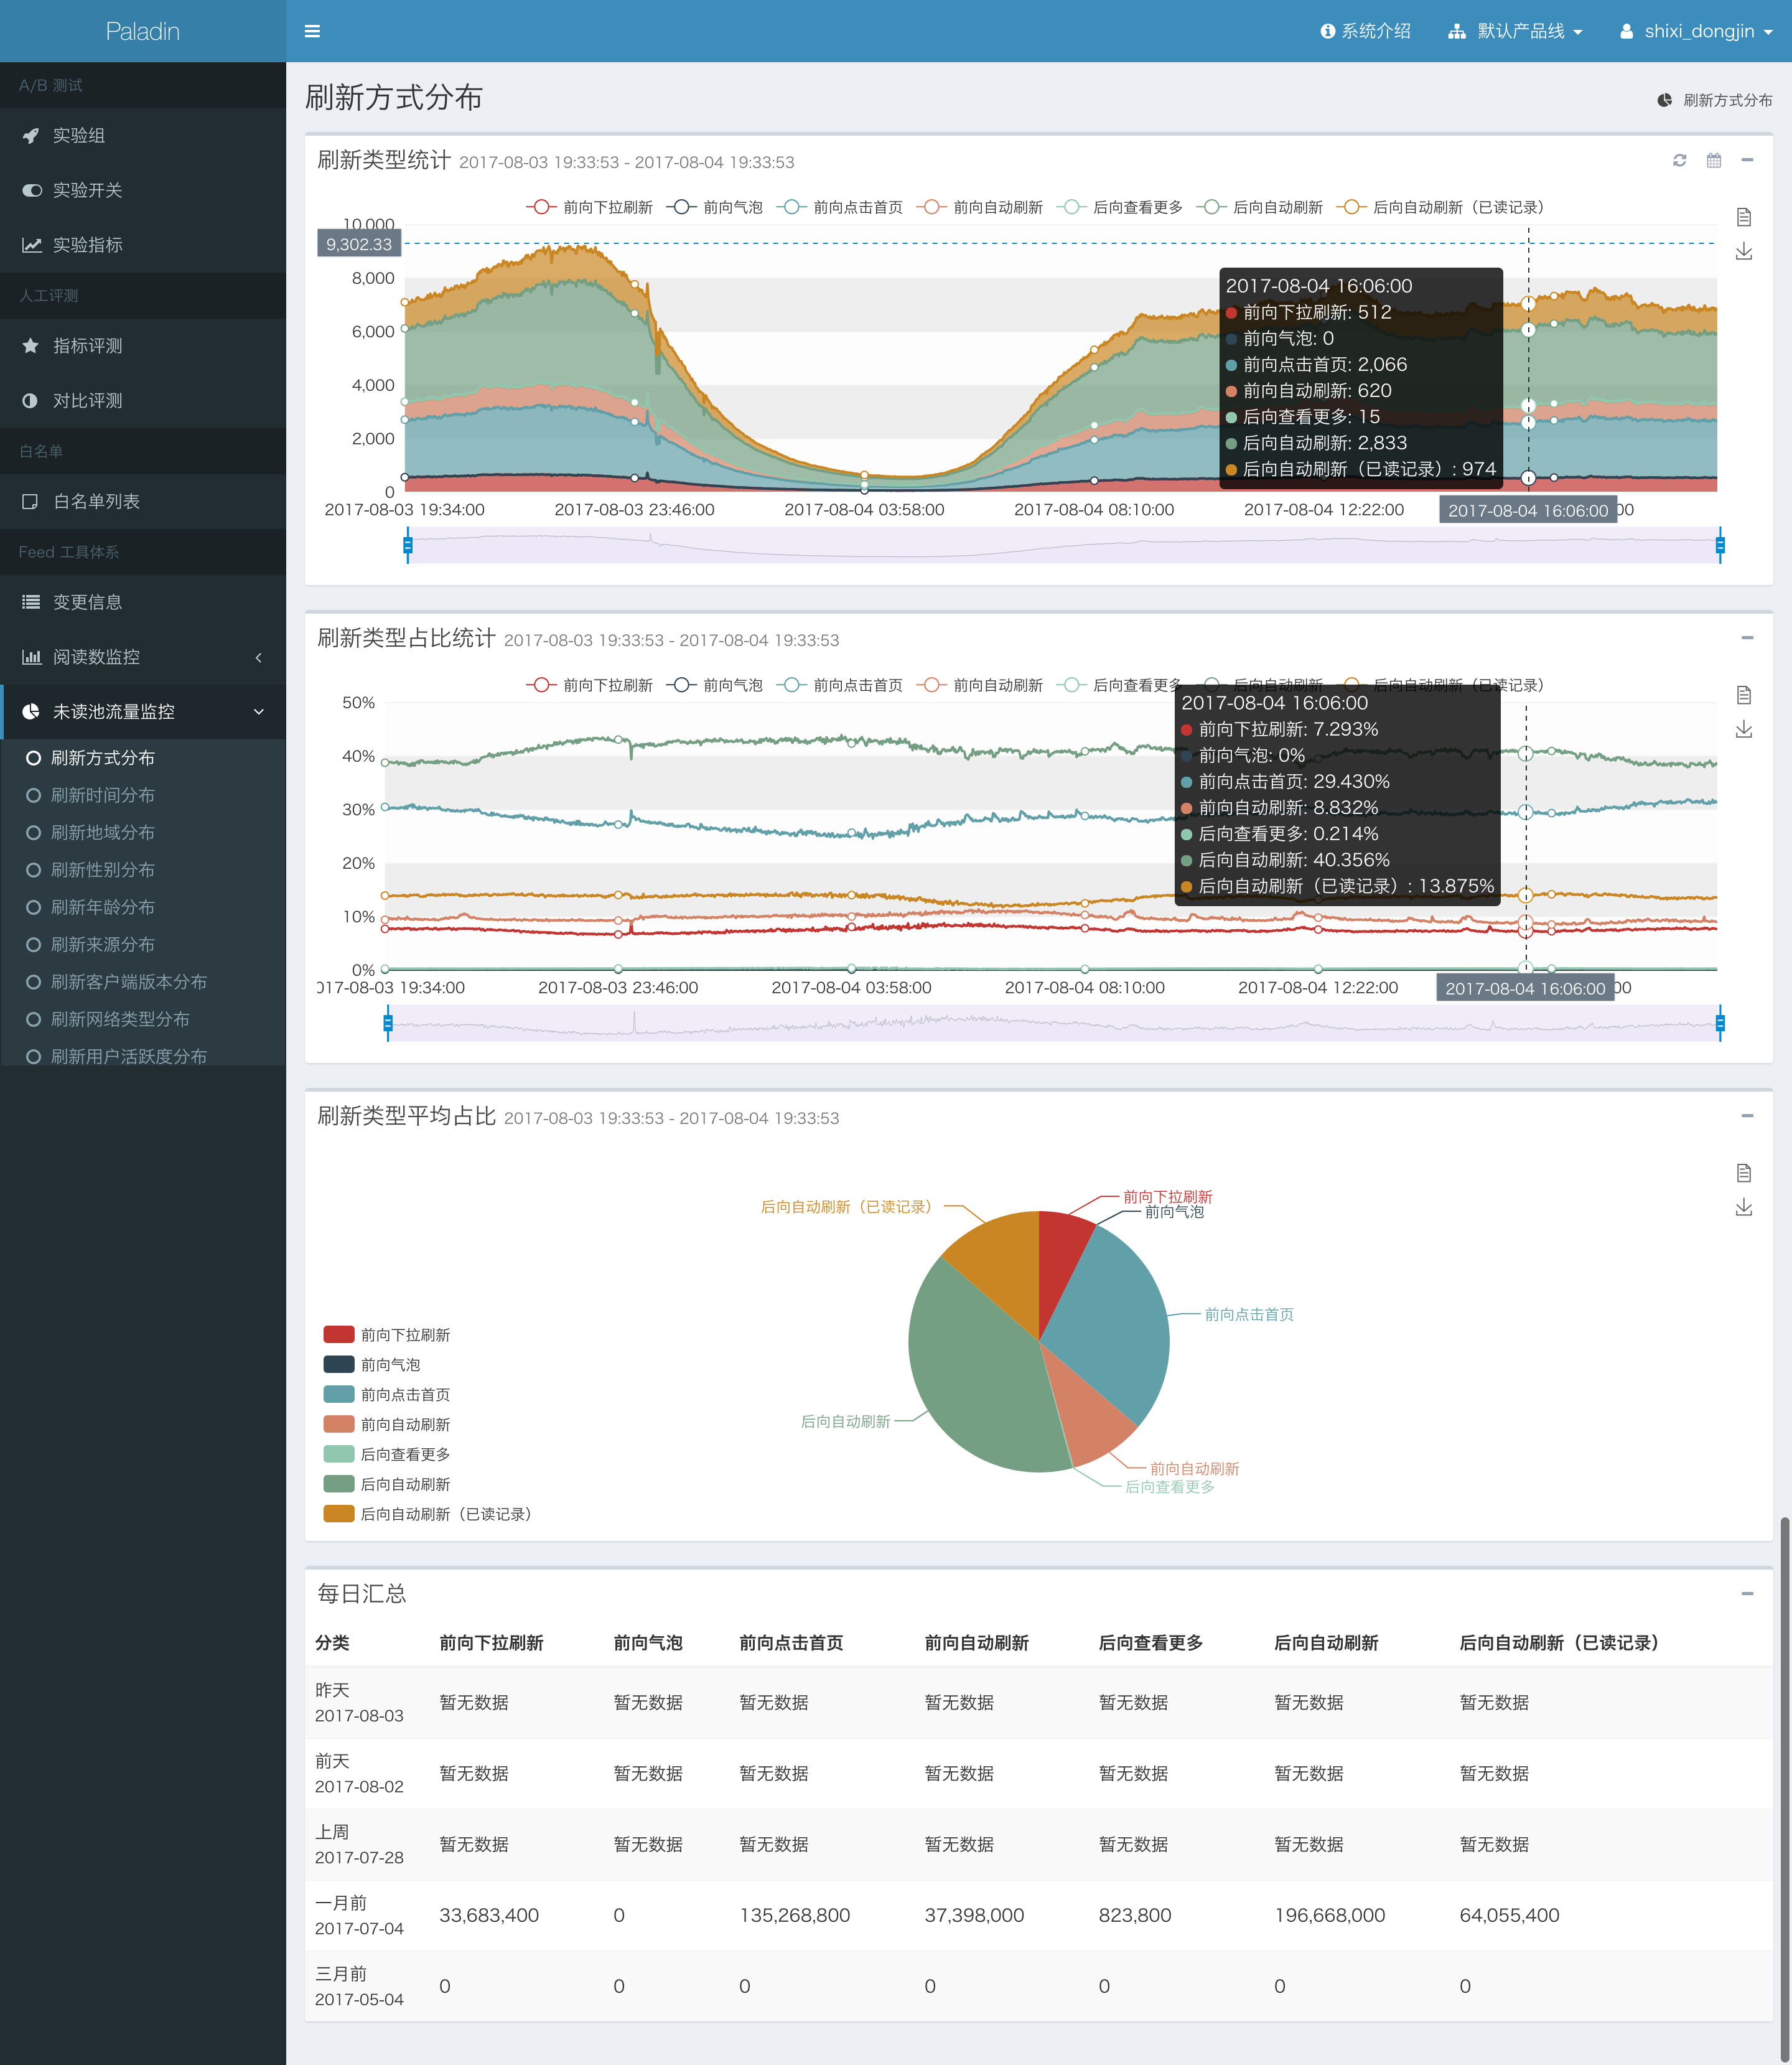 Paladin
系统介绍 默认产品线 shixi_dongjin
A/B 测试
实验组
实验开关
实验指标
人工评测
指标评测
对比评测
白名单
白名单列表
Feed 工具体系
变更信息
阅读数监控
未读池流量监控
刷新方式分布
刷新时间分布
刷新地域分布
刷新性别分布
刷新年龄分布
刷新来源分布
刷新客户端版本分布
刷新网络类型分布
刷新用户活跃度分布
刷新方式分布
刷新方式分布
刷新类型统计 2017-08-03 19:33:53 - 2017-08-04 19:33:53
前向下拉刷新 前向气泡 前向点击首页 前向自动刷新 后向查看更多 后向自动刷新 后向自动刷新（已读记录）
10,000
9,302.33
8,000
6,000
4,000
2,000
0
2017-08-04 16:06:00
前向下拉刷新: 512
前向气泡: 0
前向点击首页: 2,066
前向自动刷新: 620
后向查看更多: 15
后向自动刷新: 2,833
后向自动刷新（已读记录）: 974
2017-08-03 19:34:00 2017-08-03 23:46:00 2017-08-04 03:58:00 2017-08-04 08:10:00 2017-08-04 12:22:00 2017-08-04 16:06:00
刷新类型占比统计 2017-08-03 19:33:53 - 2017-08-04 19:33:53
前向下拉刷新 前向气泡 前向点击首页 前向自动刷新 后向查看更多 后向自动刷新 后向自动刷新（已读记录）
50%
40%
30%
20%
10%
0%
2017-08-04 16:06:00
前向下拉刷新: 7.293%
前向气泡: 0%
前向点击首页: 29.430%
前向自动刷新: 8.832%
后向查看更多: 0.214%
后向自动刷新: 40.356%
后向自动刷新（已读记录）: 13.875%
17-08-03 19:34:00 2017-08-03 23:46:00 2017-08-04 03:58:00 2017-08-04 08:10:00 2017-08-04 12:22:00 2017-08-04 16:06:00
刷新类型平均占比 2017-08-03 19:33:53 - 2017-08-04 19:33:53
前向下拉刷新
前向气泡
后向自动刷新（已读记录）
前向点击首页
后向自动刷新
前向自动刷新
后向查看更多
前向下拉刷新
前向气泡
前向点击首页
前向自动刷新
后向查看更多
后向自动刷新
后向自动刷新（已读记录）
每日汇总
分类 前向下拉刷新 前向气泡 前向点击首页 前向自动刷新 后向查看更多 后向自动刷新 后向自动刷新（已读记录）
昨天
2017-08-03 暂无数据 暂无数据 暂无数据 暂无数据 暂无数据 暂无数据 暂无数据
前天
2017-08-02 暂无数据 暂无数据 暂无数据 暂无数据 暂无数据 暂无数据 暂无数据
上周
2017-07-28 暂无数据 暂无数据 暂无数据 暂无数据 暂无数据 暂无数据 暂无数据
一月前
2017-07-04 33,683,400 0 135,268,800 37,398,000 823,800 196,668,000 64,055,400
三月前
2017-05-04 0 0 0 0 0 0 0